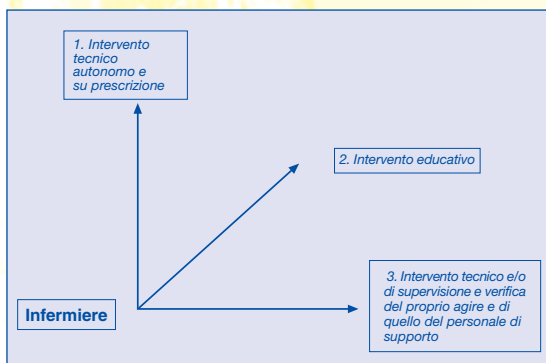 1. Intervento
tecnico
autonomo e
su prescrizione
2. Intervento educativo
3. Intervento tecnico e/o
di supervisione e verifica
del proprio agire e di
quello del personale di
supporto
Infermiere